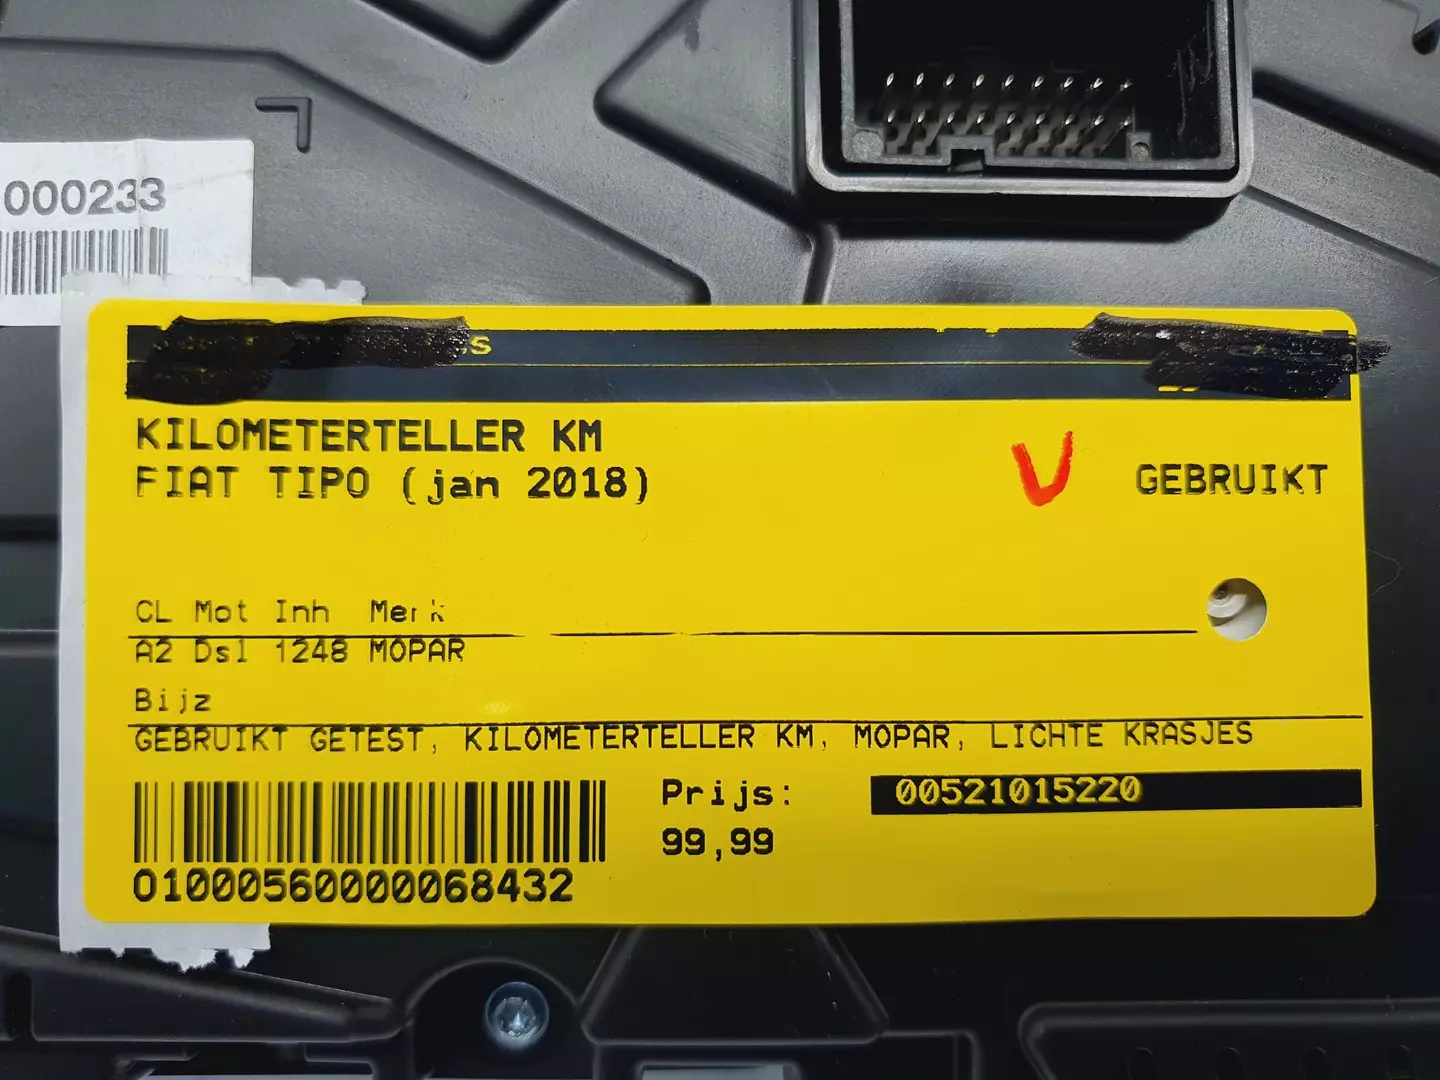 000233
KILOMETERTELLER KM
FIAT TIPO (jan 2018)
V
GEBRUIKT
CL Mot Inh Merk
A2 Dsl 1248 MOPAR
Bijz
GEBRUIKT GETEST, KILOMETERTELLER KM, MOPAR, LICHTE KRASJES
Prijs:
00521015220
99,99
01000560000068432